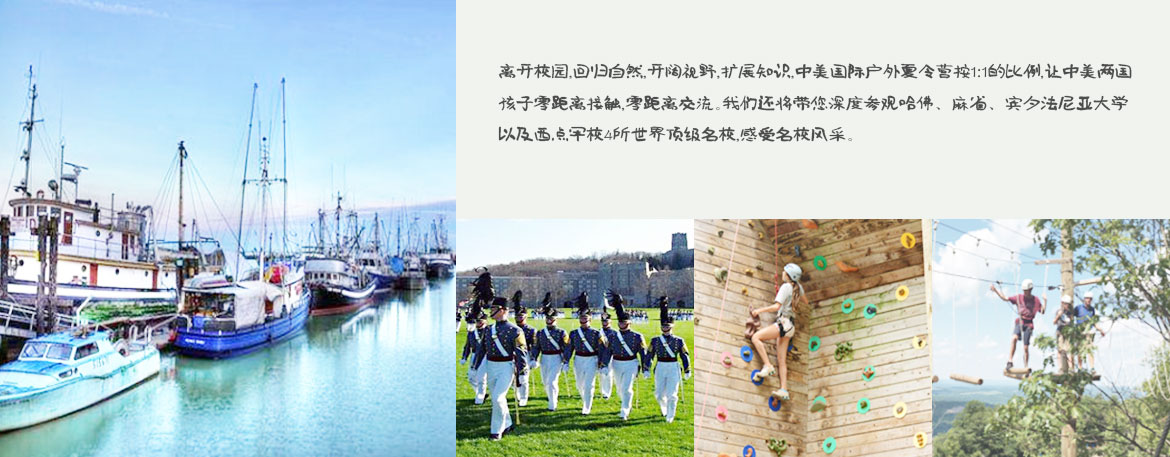 离开校园,回归自然,开阔视野,扩展知识,中美国际户外夏令营按1:1的比例,让中美两国
孩子零距离接触,零距离交流。我们还将带您深度参观哈佛、麻省、宾夕法尼亚大学
以及西点军校4所世界顶级名校,感受名校风采。